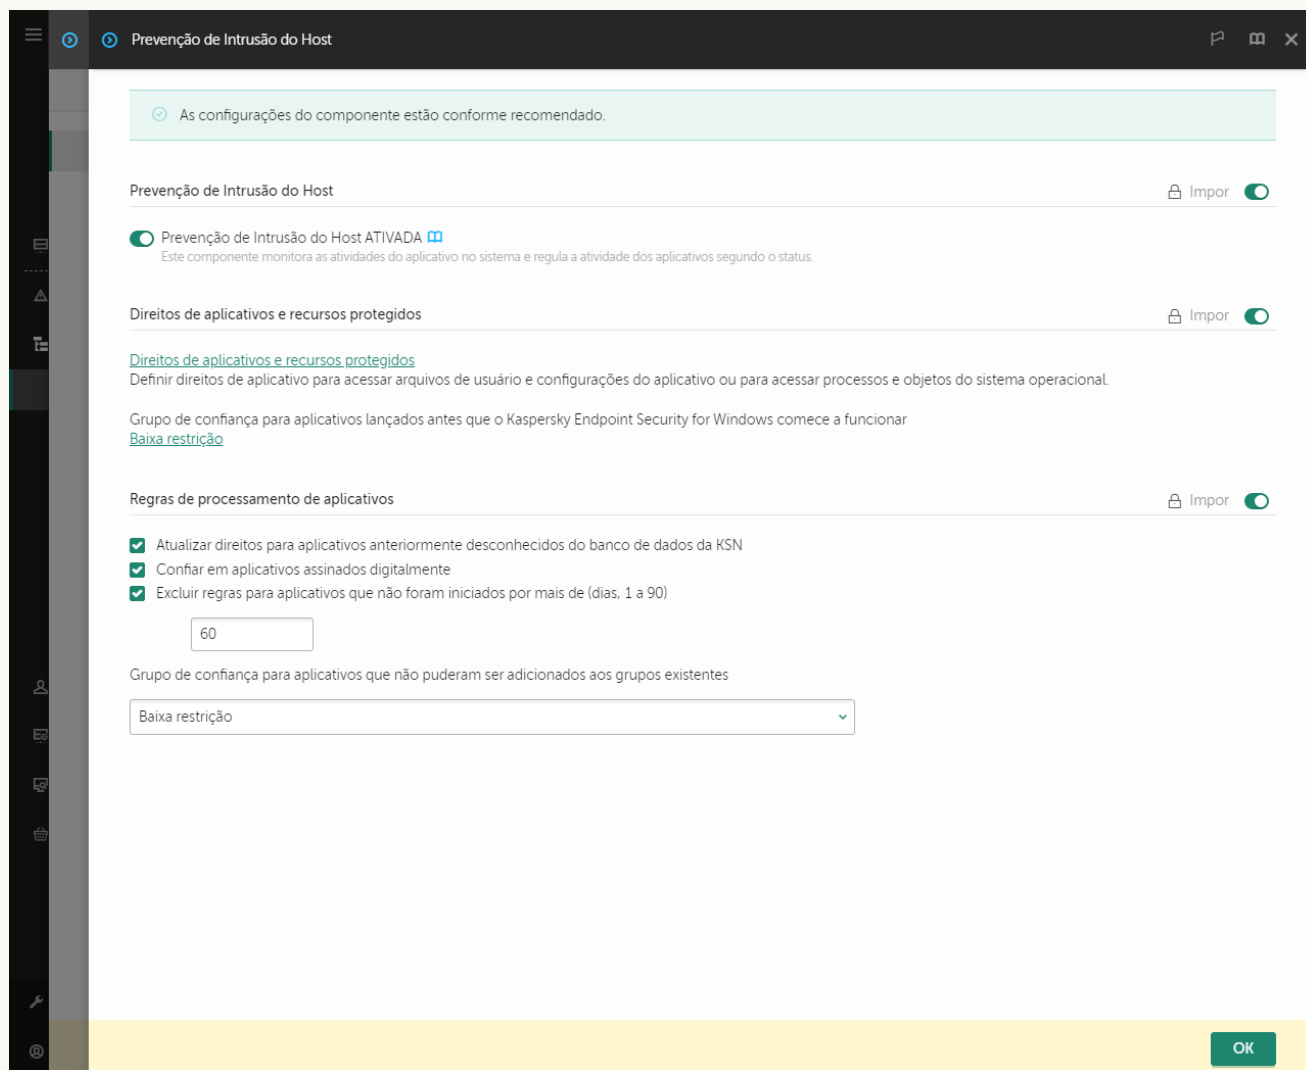 Prevenção de Intrusão do Host
As configurações do componente estão conforme recomendado.
Prevenção de Intrusão do Host
Impor
Prevenção de Intrusão do Host ATIVADA
Este componente monitora as atividades do aplicativo no sistema e regula a atividade dos aplicativos segundo o status.
Direitos de aplicativos e recursos protegidos
Impor
Direitos de aplicativos e recursos protegidos
Definir direitos de aplicativo para acessar arquivos de usuário e configurações do aplicativo ou para acessar processos e objetos do sistema operacional.
Grupo de confiança para aplicativos lançados antes que o Kaspersky Endpoint Security for Windows comece a funcionar
Baixa restrição
Regras de processamento de aplicativos
Impor
Atualizar direitos para aplicativos anteriormente desconhecidos do banco de dados da KSN
Confiar em aplicativos assinados digitalmente
Excluir regras para aplicativos que não foram iniciados por mais de (dias, 1 a 90)
60
Grupo de confiança para aplicativos que não puderam ser adicionados aos grupos existentes
Baixa restrição
OK